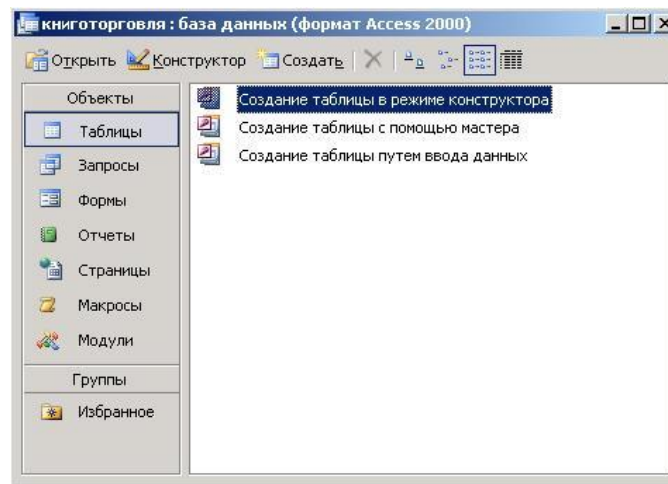 книготорговля : база данных (формат Access 2000)
Открыть Конструктор Создать
Объекты
Таблицы
Запросы
Формы
Отчеты
Страницы
Макросы
Модули
Группы
Избранное
Создание таблицы в режиме конструктора
Создание таблицы с помощью мастера
Создание таблицы путем ввода данных